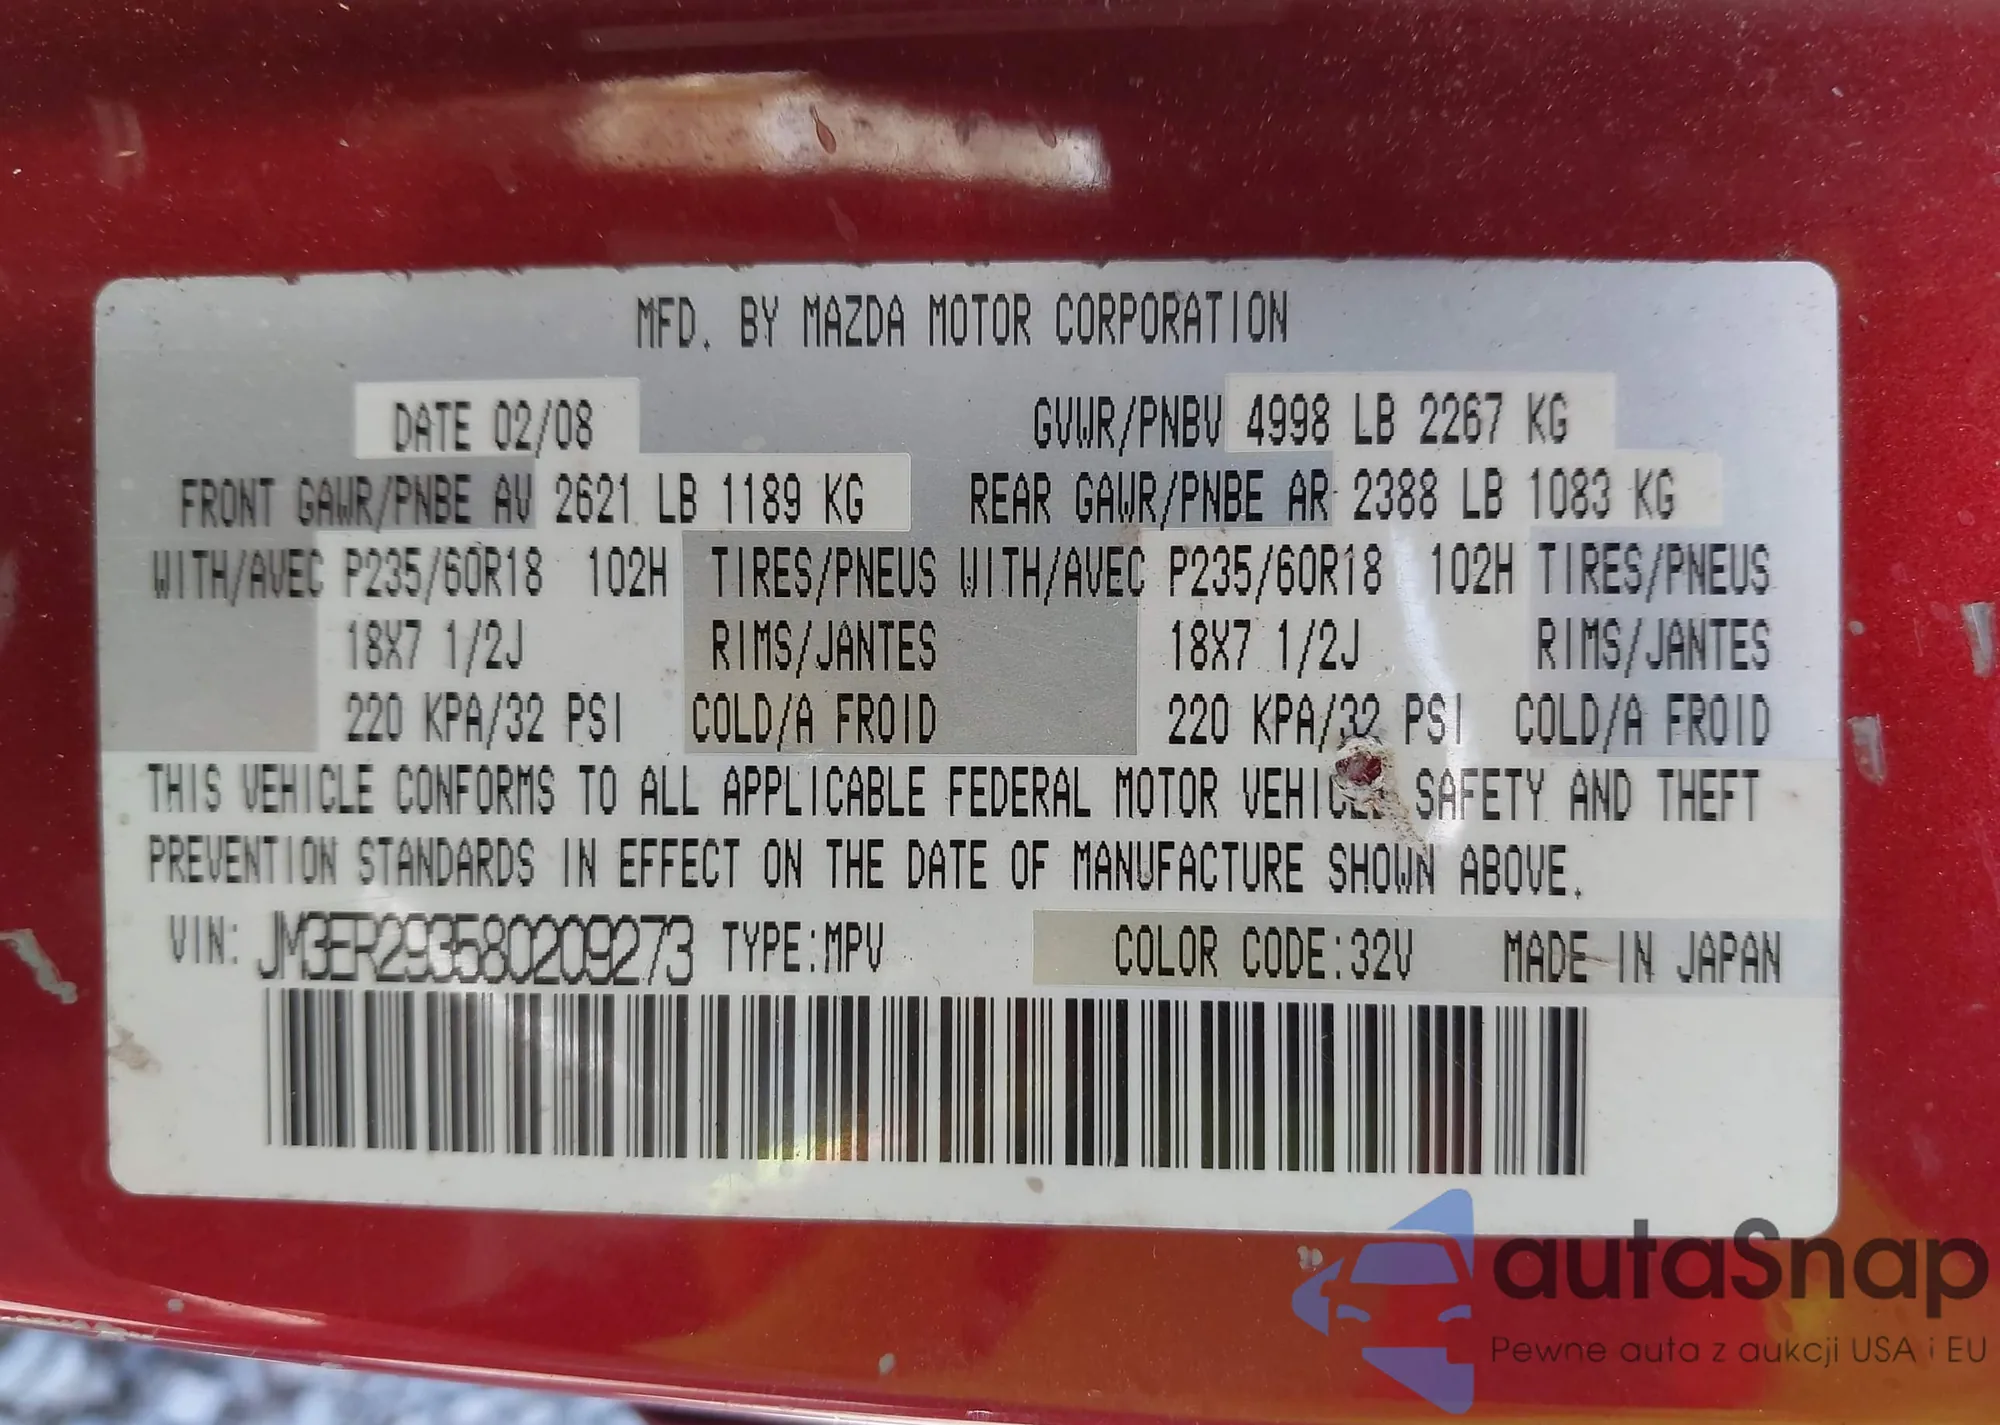 MFD. BY MAZDA MOTOR CORPORATION
DATE 02/08 GVWR/PNBV 4998 LB 2267 KG
FRONT GAWR/PNBE AV 2621 LB 1189 KG REAR GAWR/PNBE AR 2388 LB 1083 KG
WITH/AVEC P235/60R18 102H TIRES/PNEUS WITH/AVEC P235/60R18 102H TIRES/PNEUS
18X7 1/2J RIMS/JANTES 18X7 1/2J RIMS/JANTES
220 KPA/32 PSI COLD/A FROID 220 KPA/32 PSI COLD/A FROID
THIS VEHICLE CONFORMS TO ALL APPLICABLE FEDERAL MOTOR VEHICLE SAFETY AND THEFT
PREVENTION STANDARDS IN EFFECT ON THE DATE OF MANUFACTURE SHOWN ABOVE.
VIN: JM3ER293580209273 TYPE:MPV COLOR CODE:32V MADE IN JAPAN
autaSnap
Pewne auta z aukcji USA i EU